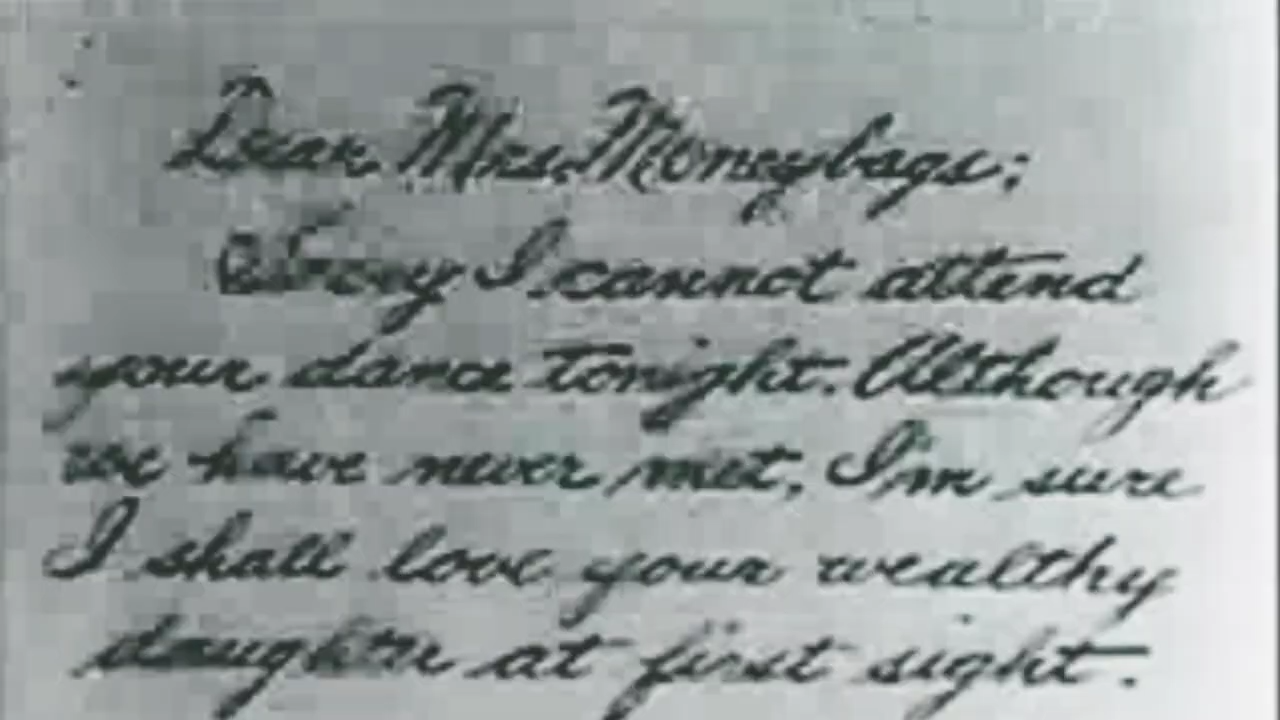 Dear Mrs. Moneybags;
Sorry I cannot attend
your dance tonight. Although
we have never met, I'm sure
I shall love your wealthy
daughter at first sight.